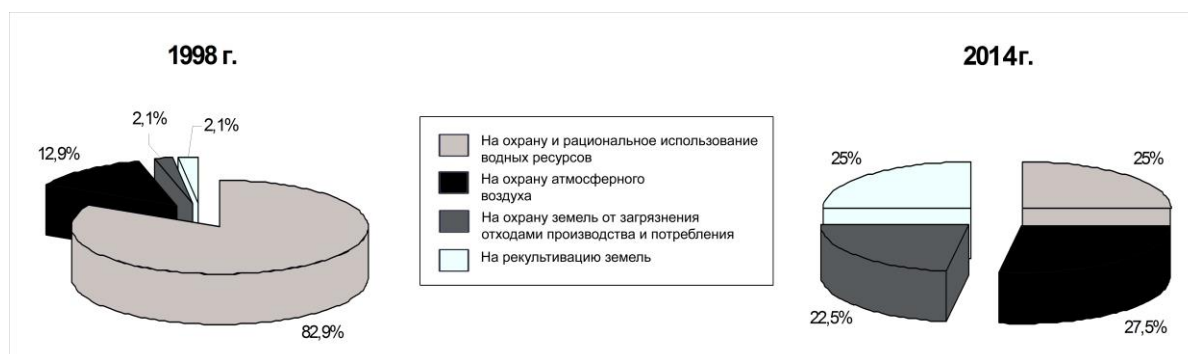 1998 г.
2,1%
2,1%
12,9%
82,9%
На охрану и рациональное использование
водных ресурсов
На охрану атмосферного
воздуха
На охрану земель от загрязнения
отходами производства и потребления
На рекультивацию земель
2014г.
25%
25%
22,5%
27,5%